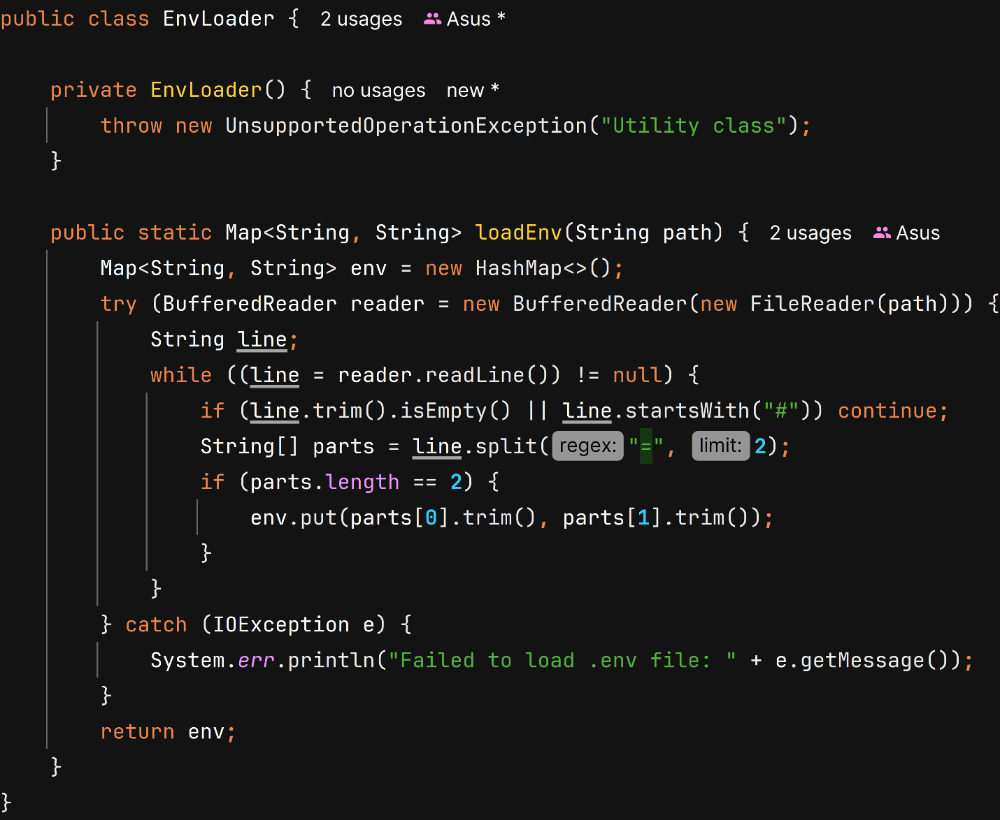 public class EnvLoader { 2 usages Asus *
private EnvLoader() { no usages new *
throw new UnsupportedOperationException("Utility class");
}
public static Map<String, String> loadEnv(String path) { 2 usages Asus
Map<String, String> env = new HashMap<>();
try (BufferedReader reader = new BufferedReader(new FileReader(path))) {
String line;
while ((line = reader.readLine()) != null) {
if (line.trim().isEmpty() || line.startsWith("#")) continue;
String[] parts = line.split( regex: "=", limit: 2);
if (parts.length == 2) {
env.put(parts[0].trim(), parts[1].trim());
}
}
} catch (IOException e) {
System.err.println("Failed to load .env file: " + e.getMessage());
}
return env;
}
}